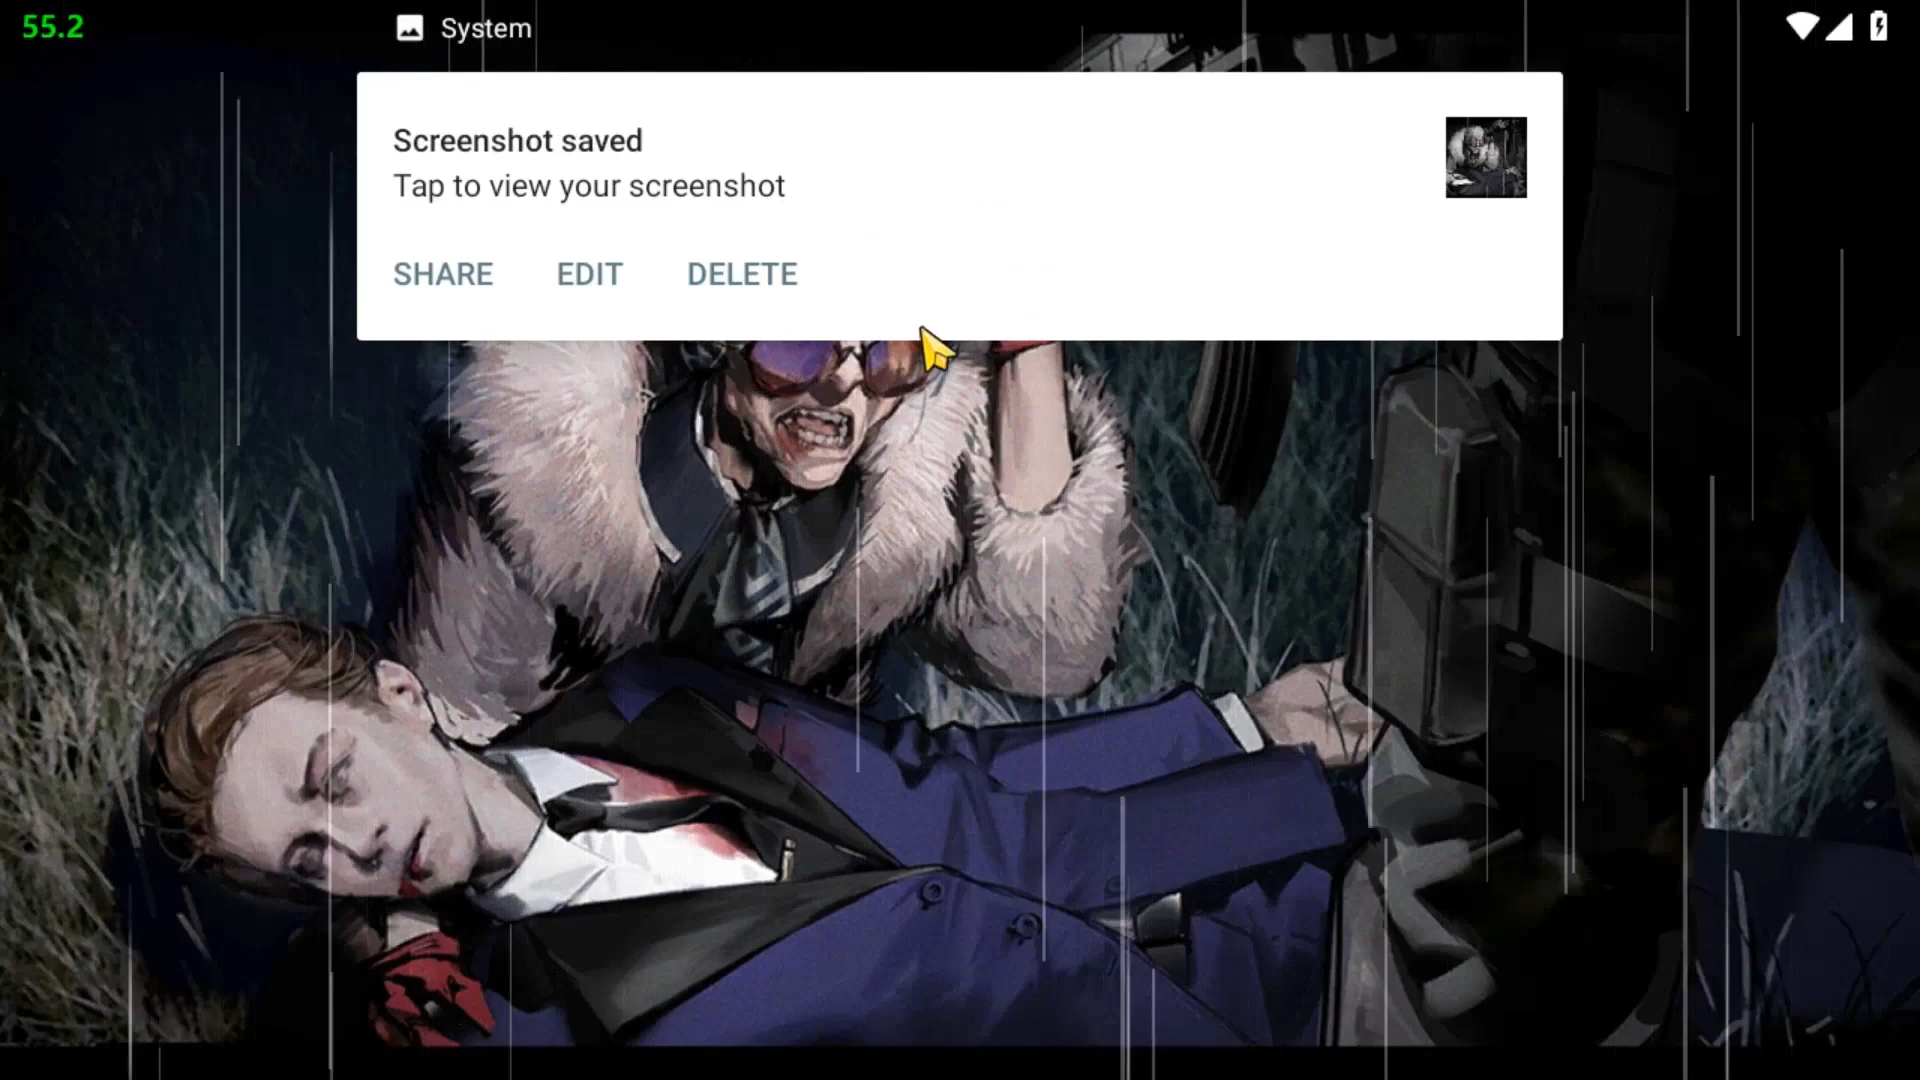 55.2
System
Screenshot saved
Tap to view your screenshot
SHARE EDIT DELETE